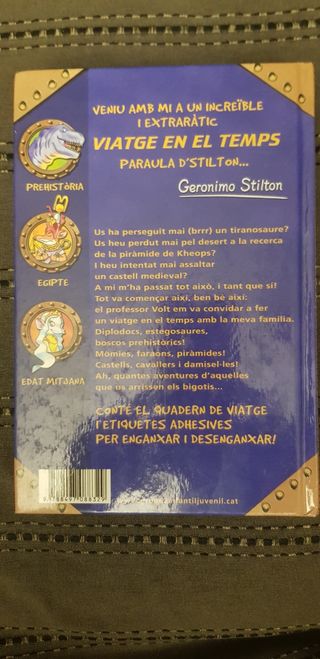 VENIU AMB MI A UN INCREÏBLE
I EXTRARÀTIC
VIATGE EN EL TEMPS
PARAULA D'STILTON...
Geronimo Stilton
PREHISTÒRIA
EGIPTE
EDAT MITJANA
Us ha perseguit mai (brrr) un tiranosaure?
Us heu perdut mai pel desert a la recerca
de la piràmide de Kheops?
I heu intentat mai assaltar
un castell medieval?
A mi m'ha passat tot això, i tant que sí!
Tot va començar així, ben bé així:
el professor Volt em va convidar a fer
un viatge en el temps amb la meva família.
Diplodocs, estegosaures,
boscos prehistòrics!
Mòmies, faraons, piràmides!
Castells, cavallers i damisel·les!
Ah, quantes aventures d'aquelles
que us arrissen els bigotis...
CONTÉ EL QUADERN DE VIATGE
I ETIQUETES ADHESIVES
PER ENGANXAR I DESENGANXAR!
9 788497 088329
infantiljuvenil.cat